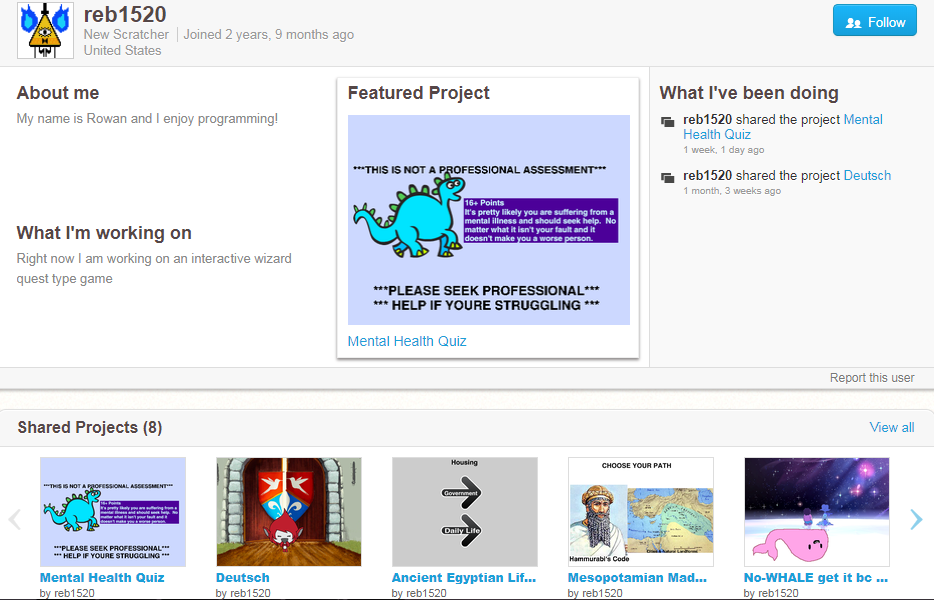 reb1520
New Scratcher | Joined 2 years, 9 months ago
United States
Follow
About me
My name is Rowan and I enjoy programming!
What I'm working on
Right now I am working on an interactive wizard
quest type game
Featured Project
***THIS IS NOT A PROFESSIONAL ASSESSMENT***
16+ Points
It's pretty likely you are suffering from a
mental illness and should seek help. No
matter what it isn't your fault and it
doesn't make you a worse person.
***PLEASE SEEK PROFESSIONAL***
*** HELP IF YOURE STRUGGLING ***
Mental Health Quiz
What I've been doing
reb1520 shared the project Mental
Health Quiz
1 week, 1 day ago
reb1520 shared the project Deutsch
1 month, 3 weeks ago
Report this user
Shared Projects (8)
View all
***THIS IS NOT A PROFESSIONAL ASSESSMENT***
16+ Points
It's pretty likely you are suffering from a
mental illness and should seek help. No
matter what it isn't your fault and it
doesn't make you a worse person.
***PLEASE SEEK PROFESSIONAL***
*** HELP IF YOURE STRUGGLING ***
Mental Health Quiz
by reb1520
Deutsch
by reb1520
Housing
Government
Daily Life
Ancient Egyptian Lif...
by reb1520
CHOOSE YOUR PATH
Hammurabi's Code
Cities & Natural Landforms
Mesopotamian Mad...
by reb1520
No-WHALE get it bc ...
by reb1520